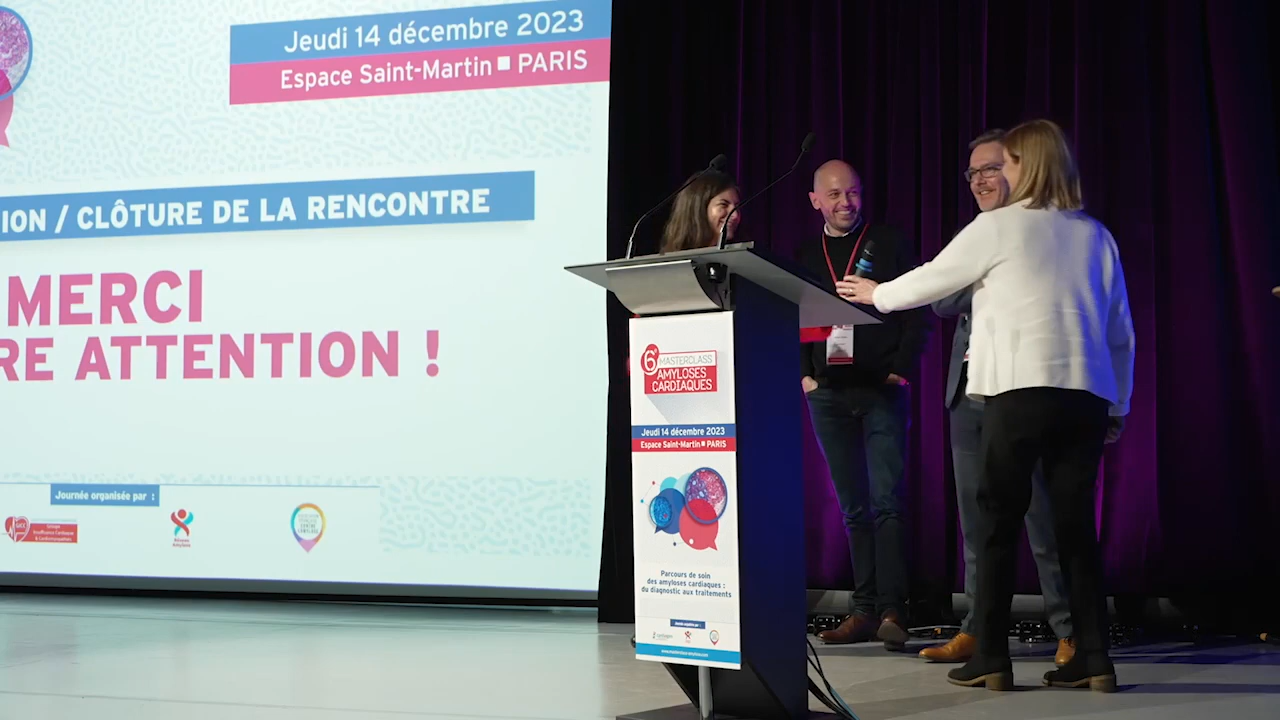 Jeudi 14 décembre 2023
Espace Saint-Martin ■ PARIS
ION / CLÔTURE DE LA RENCONTRE
MERCI
RE ATTENTION !
Journée organisée par :
6e MASTERCLASS
AMYLOSES
CARDIAQUES
Jeudi 14 décembre 2023
Espace Saint-Martin ■ PARIS
Parcours de soin
des amyloses cardiaques :
du diagnostic aux traitements